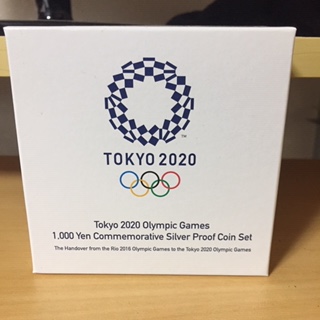 TOKYO 2020
Tokyo 2020 Olympic Games
1,000 Yen Commemorative Silver Proof Coin Set
The Handover from the Rio 2016 Olympic Games to the Tokyo 2020 Olympic Games